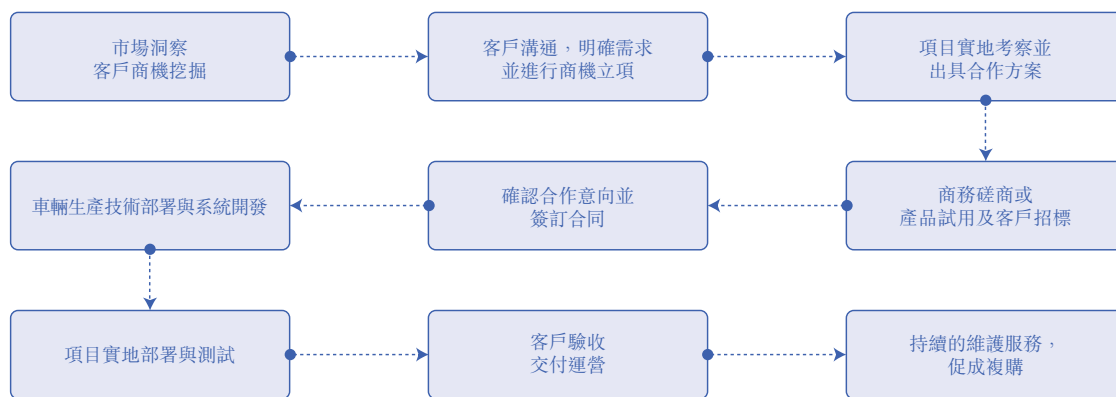 市場洞察
客戶商機挖掘
客戶溝通，明確需求
並進行商機立項
項目實地考察並
出具合作方案
商務磋商或
產品試用及客戶招標
確認合作意向並
簽訂合同
車輛生產技術部署與系統開發
項目實地部署與測試
客戶驗收
交付運營
持續的維護服務，
促成複購